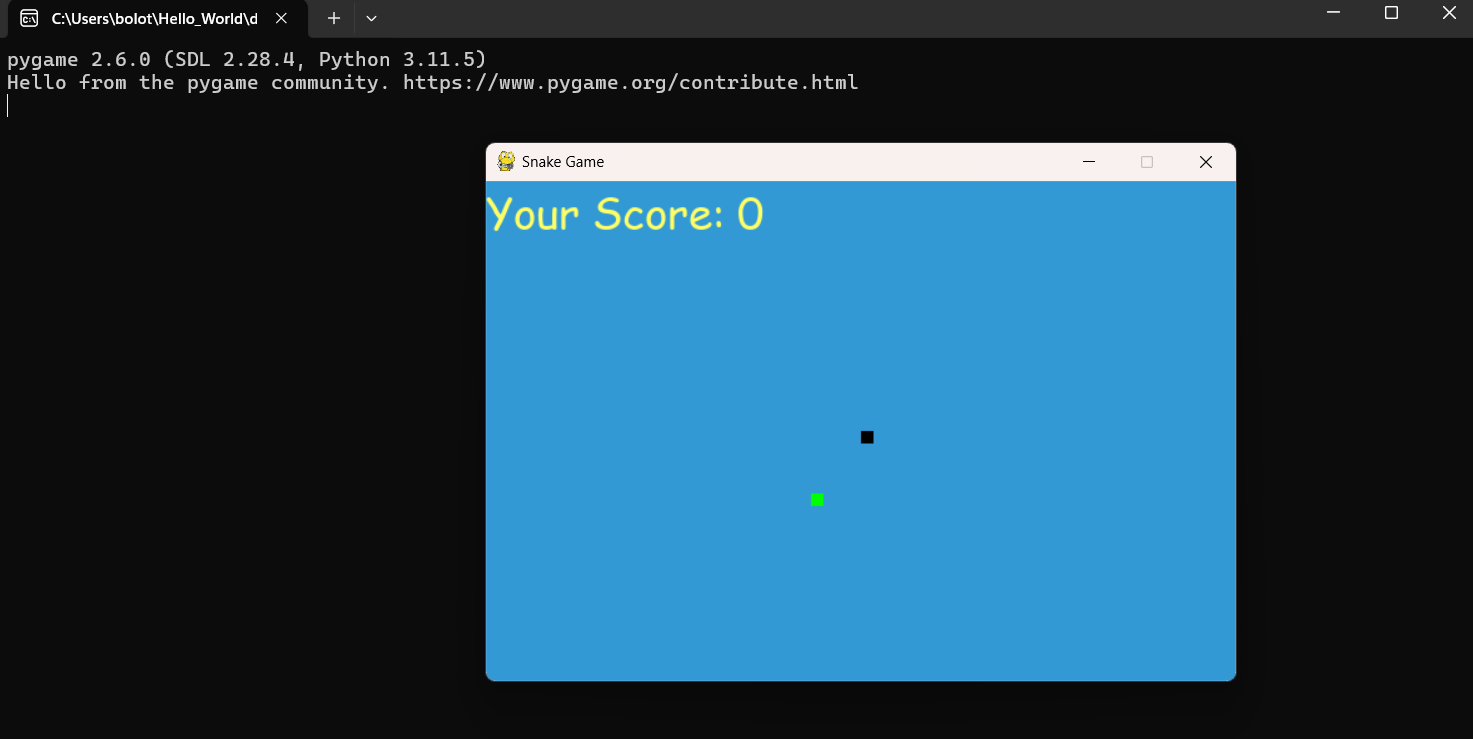 C:\Users\bolot\Hello_World\d
pygame 2.6.0 (SDL 2.28.4, Python 3.11.5)
Hello from the pygame community. https://www.pygame.org/contribute.html
Snake Game
Your Score: 0